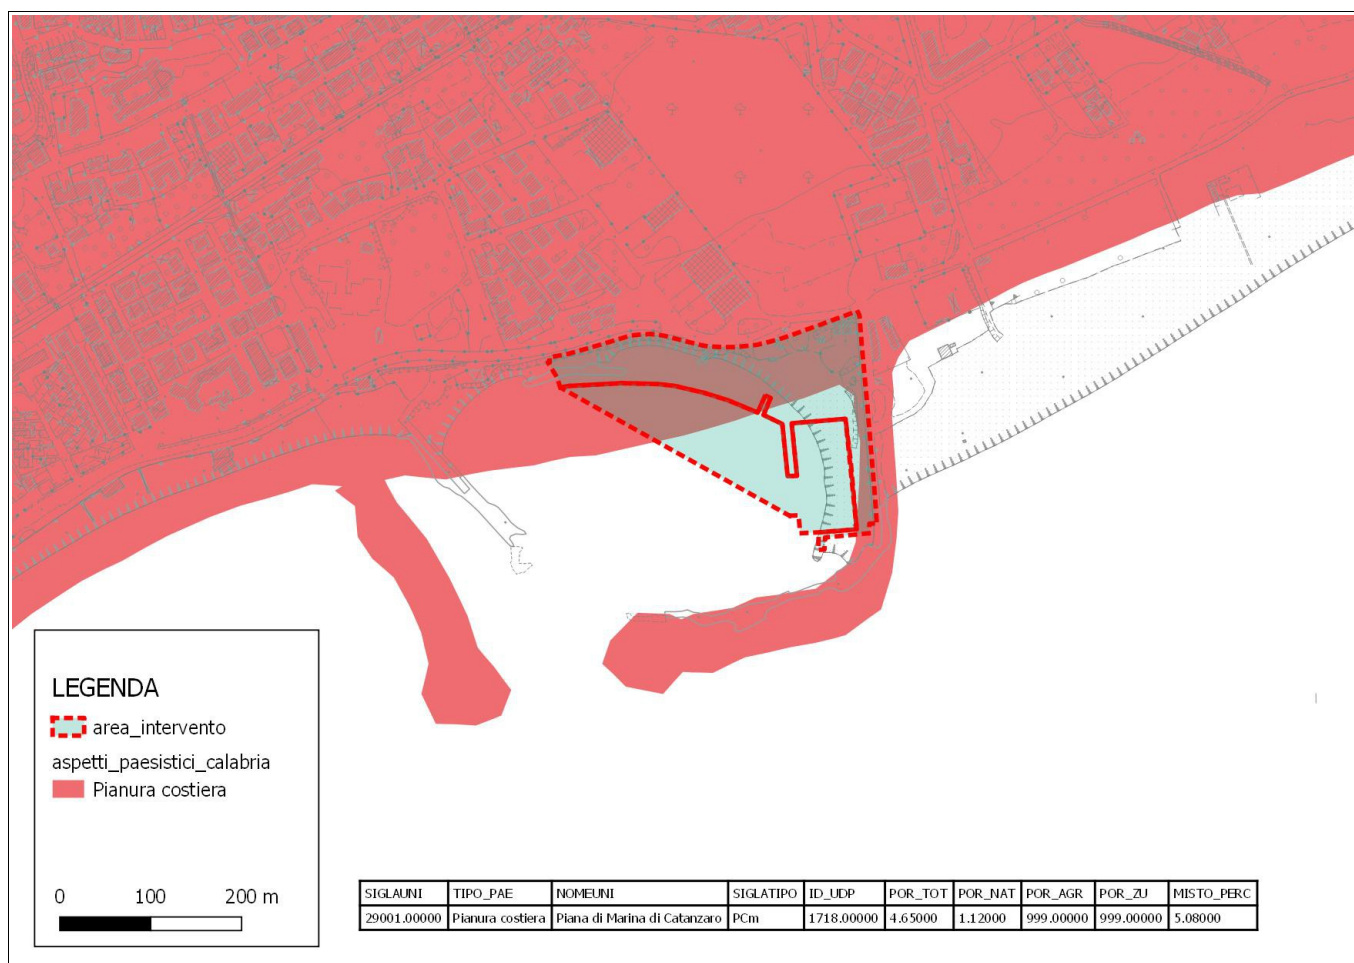 LEGENDA
area_intervento
aspetti_paesistici_calabria
Pianura costiera
0 100 200 m
SIGLAUNI TIPO_PAE NOMEUNI SIGLATIPO ID_UDP POR_TOT POR_NAT POR_AGR POR_ZU MISTO_PERC
29001.00000 Pianura costiera Piana di Marina di Catanzaro PCm 1718.00000 4.65000 1.12000 999.00000 999.00000 5.08000